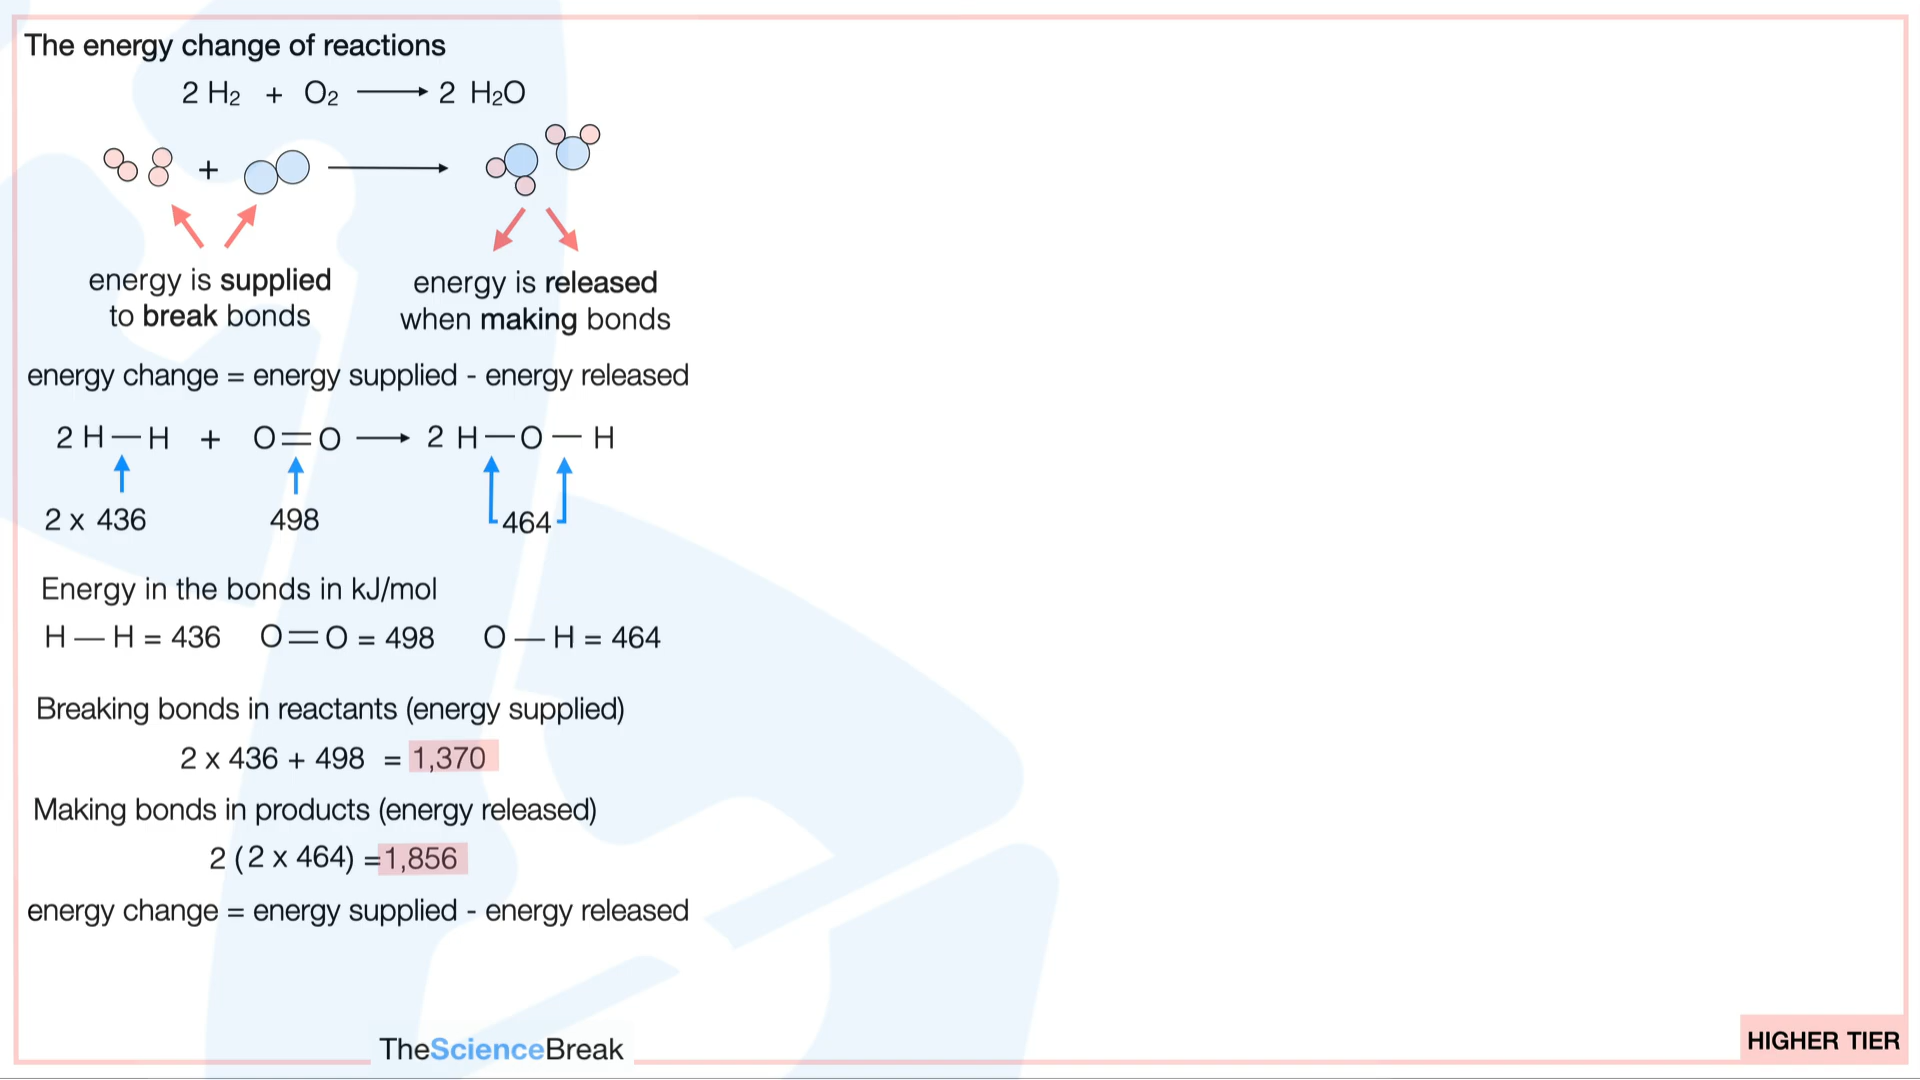 The energy change of reactions
2 H₂ + O₂ ⟶ 2 H₂O
+
energy is supplied
to break bonds
energy is released
when making bonds
energy change = energy supplied - energy released
2 H — H + O = O ⟶ 2 H — O — H
2 x 436 498 464
Energy in the bonds in kJ/mol
H — H = 436 O = O = 498 O — H = 464
Breaking bonds in reactants (energy supplied)
2 x 436 + 498 = 1,370
Making bonds in products (energy released)
2 (2 x 464) = 1,856
energy change = energy supplied - energy released
TheScienceBreak
HIGHER TIER